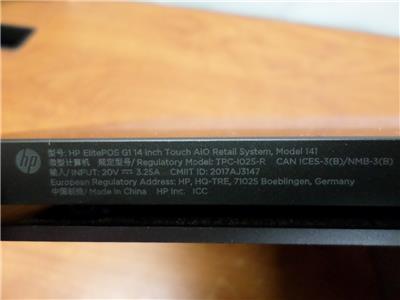 hp
型号: HP ElitePOS G1 14 inch Touch AiO Retail System, Model 141
微型计算机 规定型号/ Regulatory Model: TPC-I025-R CAN ICES-3(B)/NMB-3(B)
输入/ INPUT: 20V ⎓ 3.25A CMIIT ID: 2017AJ3147
European Regulatory Address: HP, HQ-TRE, 71025 Boeblingen, Germany
中国制造/ Made in China HP Inc. ICC